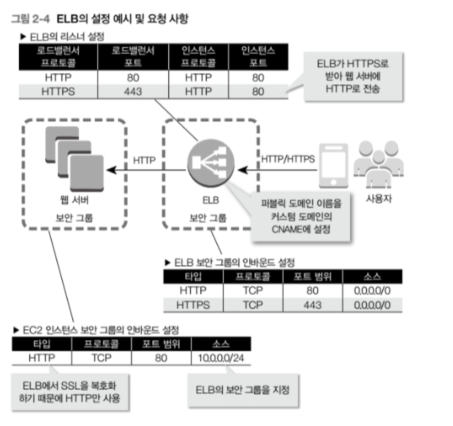 그림 2-4 ELB의 설정 예시 및 요청 사항
▶ ELB의 리스너 설정
로드밸런서 프로토콜 로드밸런서 포트 인스턴스 프로토콜 인스턴스 포트
HTTP 80 HTTP 80
HTTPS 443 HTTP 80
ELB가 HTTPS로
받아 웹 서버에
HTTP로 전송
HTTP
HTTP/HTTPS
웹 서버
보안 그룹
ELB
보안 그룹
사용자
퍼블릭 도메인 이름을
커스텀 도메인의
CNAME에 설정
▶ ELB 보안 그룹의 인바운드 설정
타입 프로토콜 포트 범위 소스
HTTP TCP 80 0.0.0.0/0
HTTPS TCP 443 0.0.0.0/0
▶ EC2 인스턴스 보안 그룹의 인바운드 설정
타입 프로토콜 포트 범위 소스
HTTP TCP 80 10.0.0.0/24
ELB에서 SSL을 복호화
하기 때문에 HTTP만 사용
ELB의 보안 그룹을 지정